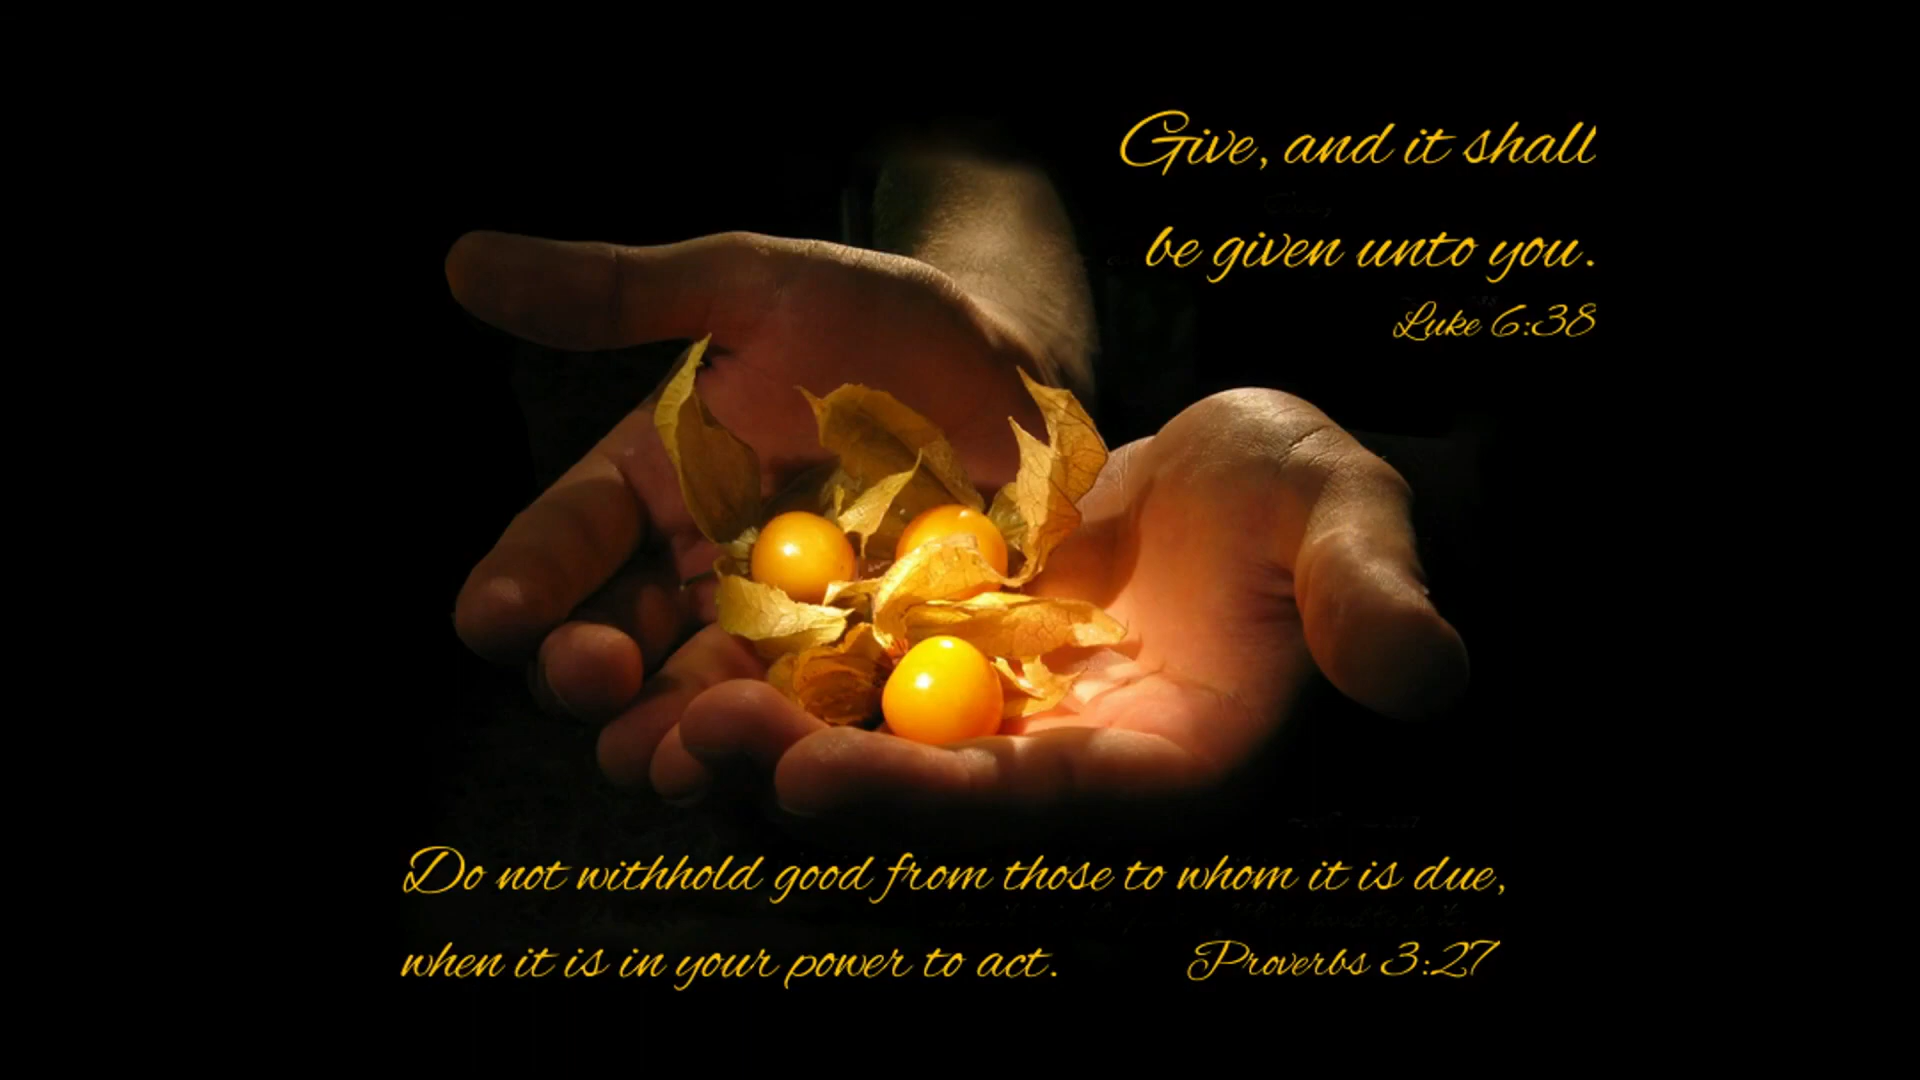 Give, and it shall
be given unto you.
Luke 6:38
Do not withhold good from those to whom it is due,
when it is in your power to act. Proverbs 3:27